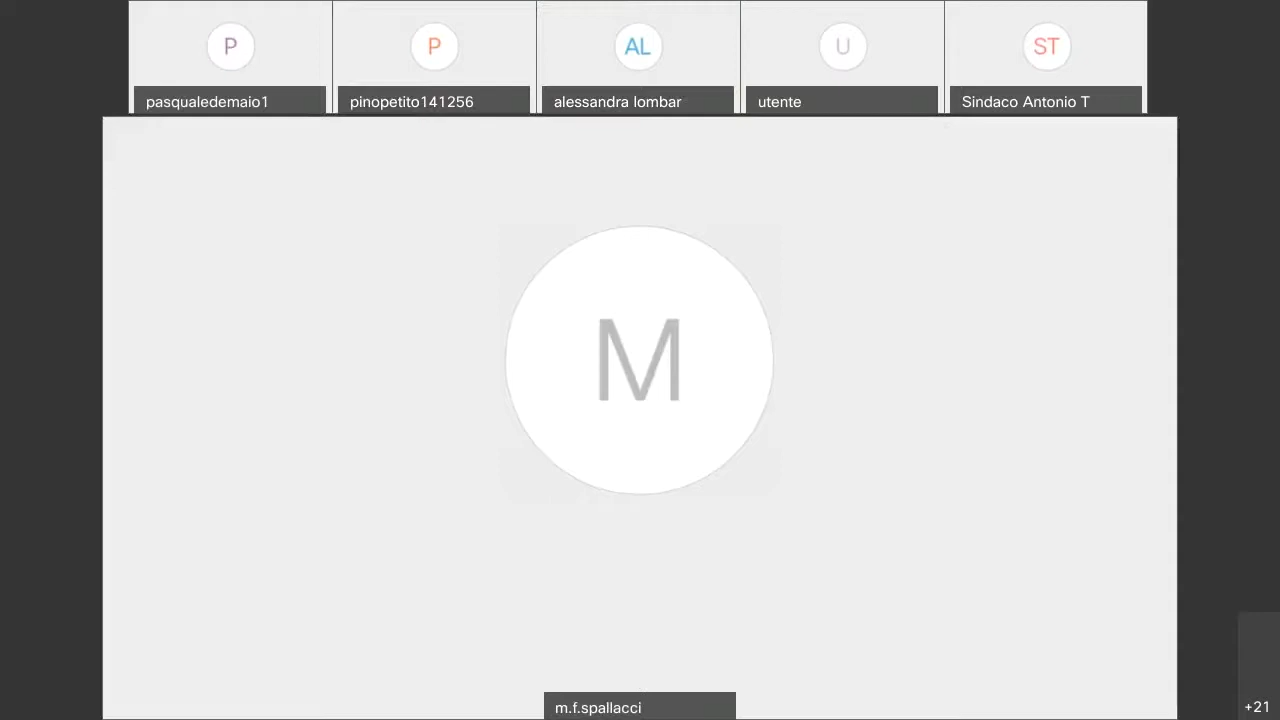 P
P
AL
U
ST
pasqualedemaio1
pinopetito141256
alessandra lombar
utente
Sindaco Antonio T
M
m.f.spallacci
+21